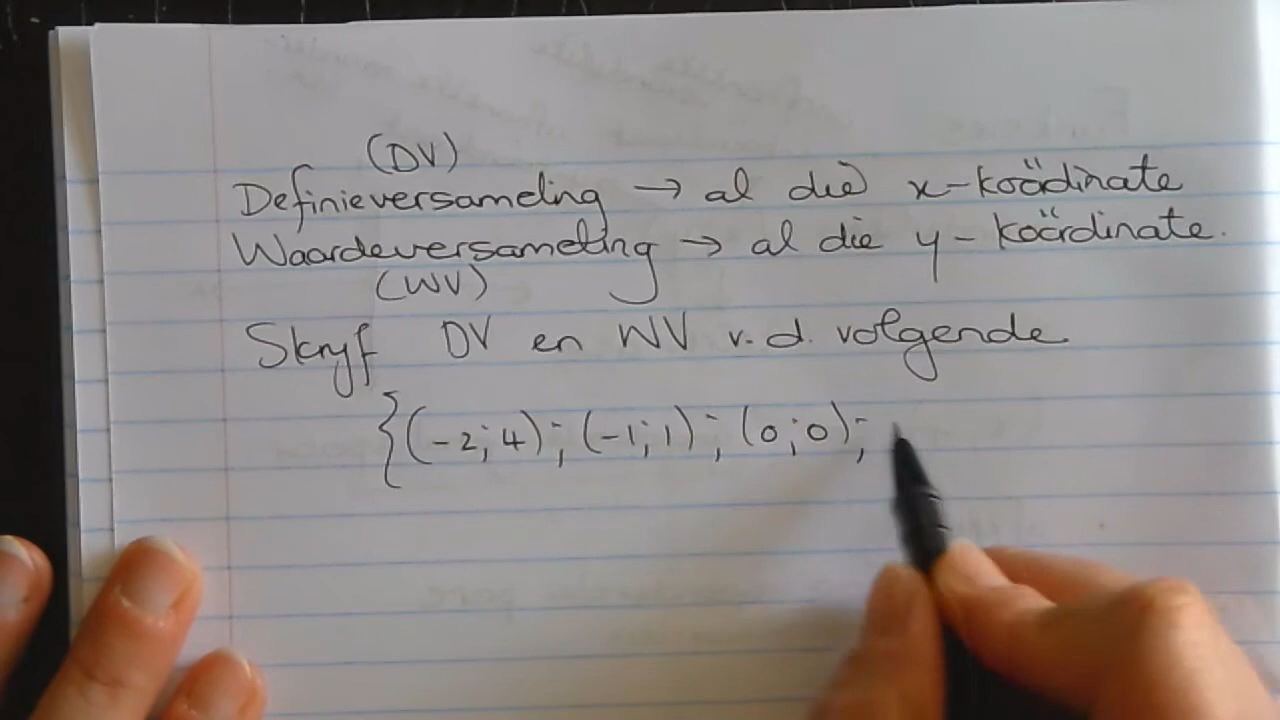 (DV)
Definieversameling → al die x-koördinate
Waardeversameling → al die y-koördinate.
(WV)
Skryf DV en WV v.d. volgende
{(-2;4);(-1;1);(0;0);